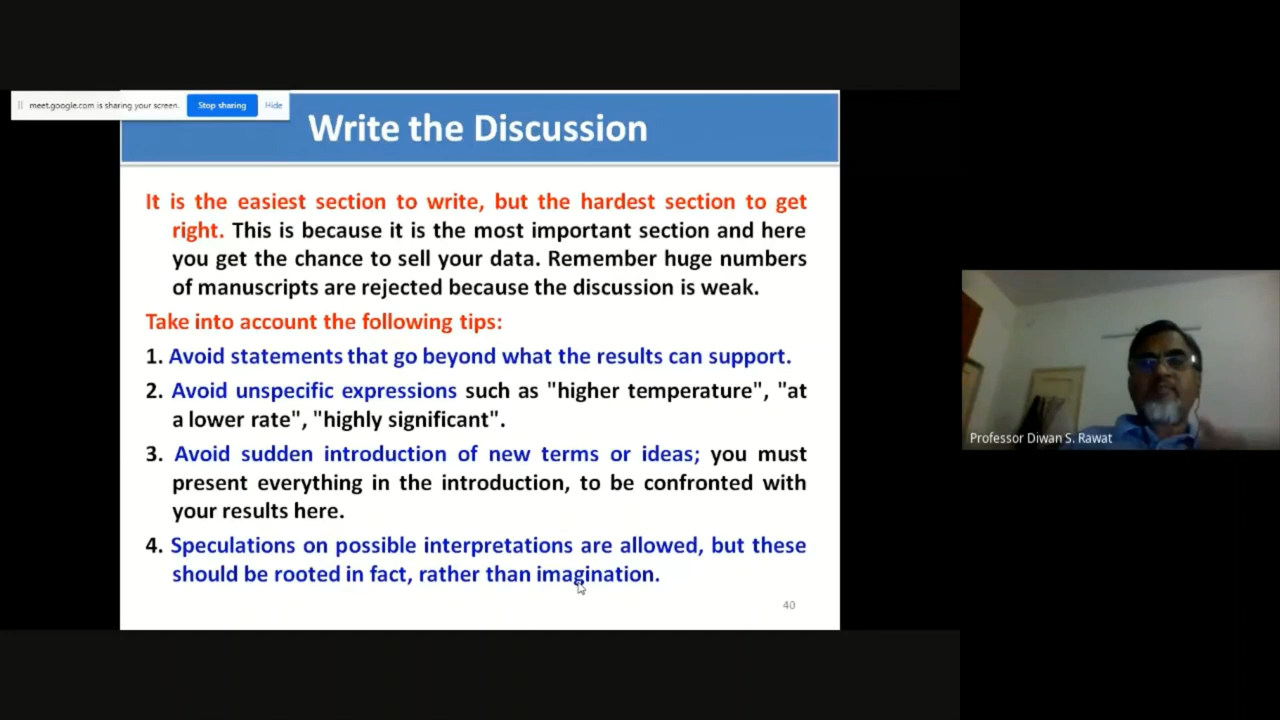 meet.google.com is sharing your screen. Stop sharing Hide
Write the Discussion
It is the easiest section to write, but the hardest section to get
right. This is because it is the most important section and here
you get the chance to sell your data. Remember huge numbers
of manuscripts are rejected because the discussion is weak.
Take into account the following tips:
1. Avoid statements that go beyond what the results can support.
2. Avoid unspecific expressions such as "higher temperature", "at
a lower rate", "highly significant".
3. Avoid sudden introduction of new terms or ideas; you must
present everything in the introduction, to be confronted with
your results here.
4. Speculations on possible interpretations are allowed, but these
should be rooted in fact, rather than imagination.
40
Professor Diwan S. Rawat